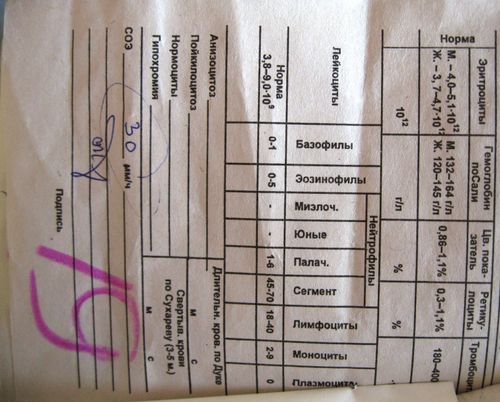 Норма
Эритроциты
М. – 4,0–5,1·10¹²
Ж. – 3, 7–4,7·10¹²
10¹²
Гемоглобин
по Сали
М. 132–164 г/л
Ж. 120–145 г/л
г/л
Цв. пока-
затель
0,86–1,1%
%
Ретику-
лоциты
0,3–1,1%
%
Тромбоци
180–400
Лейкоциты
Норма
3,8–9,0·10⁹
Базофилы
0-1
Эозинофилы
0-5
Нейтрофилы
Мизлоч.
-
Юные
-
Палач.
1-6
Сегмент
45-70
Лимфоциты
18-40
Моноциты
2-9
Плазмоцит
0
Анизоцитоз
Пойкилоцитоз
Нормоциты
Гипохромия
СОЭ 30 мм/ч
Длительн. кров. по Дуке
м с
Свертыв. крови
по Сухареву (3-5 м.)
м с
Подпись